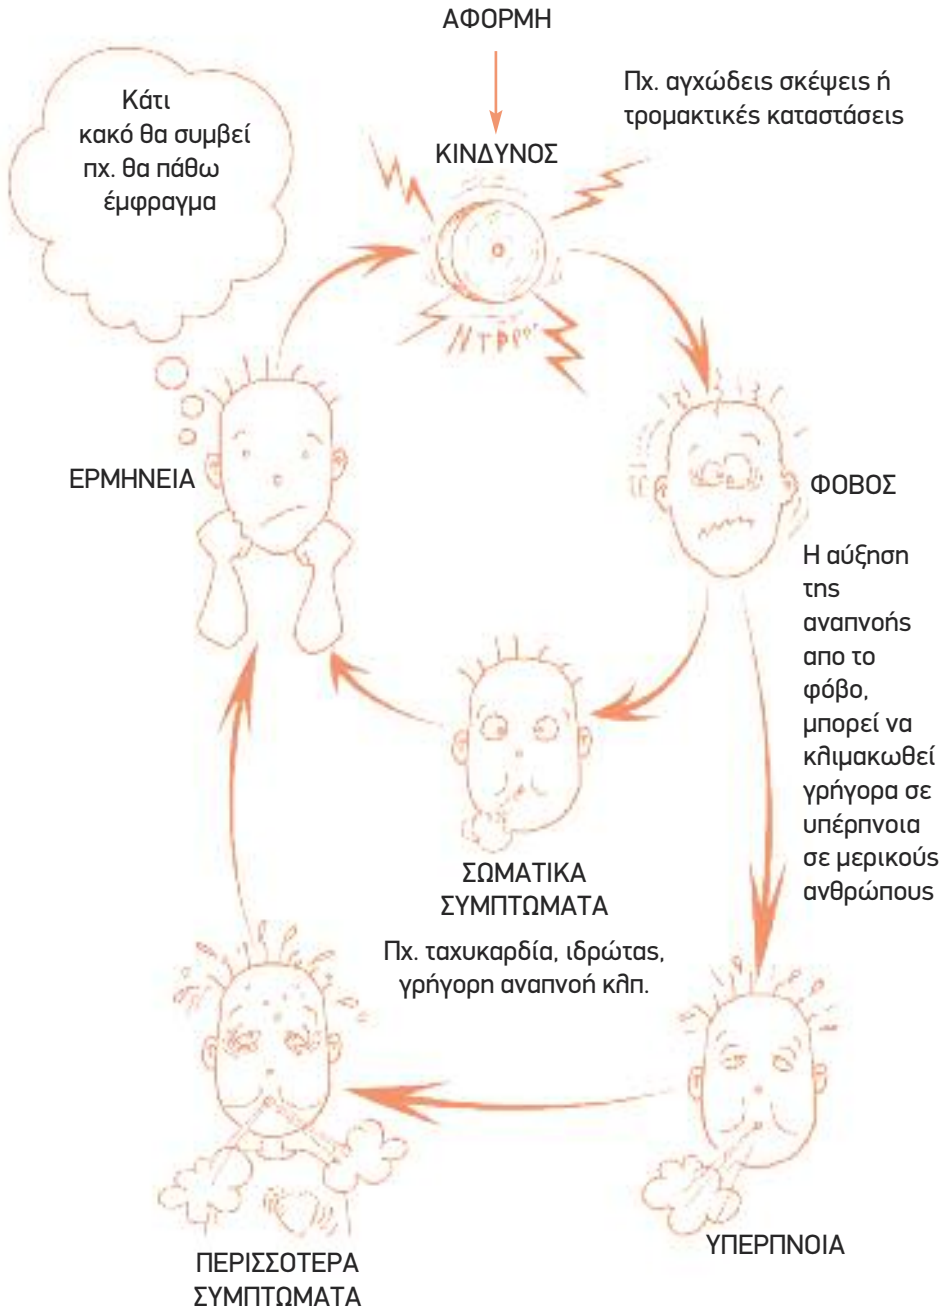 ΑΦΟΡΜΗ
Πχ. αγχώδεις σκέψεις ή
τρομακτικές καταστάσεις
Κάτι
κακό θα συμβεί
πχ. θα πάθω
έμφραγμα
ΚΙΝΔΥΝΟΣ
ΝΤΡΡΡ
ΕΡΜΗΝΕΙΑ
ΦΟΒΟΣ
Η αύξηση
της
αναπνοής
απο το
φόβο,
μπορεί να
κλιμακωθεί
γρήγορα σε
υπέρπνοια
σε μερικούς
ανθρώπους
ΣΩΜΑΤΙΚΑ
ΣΥΜΠΤΩΜΑΤΑ
Πχ. ταχυκαρδία, ιδρώτας,
γρήγορη αναπνοή κλπ.
ΥΠΕΡΠΝΟΙΑ
ΠΕΡΙΣΣΟΤΕΡΑ
ΣΥΜΠΤΩΜΑΤΑ